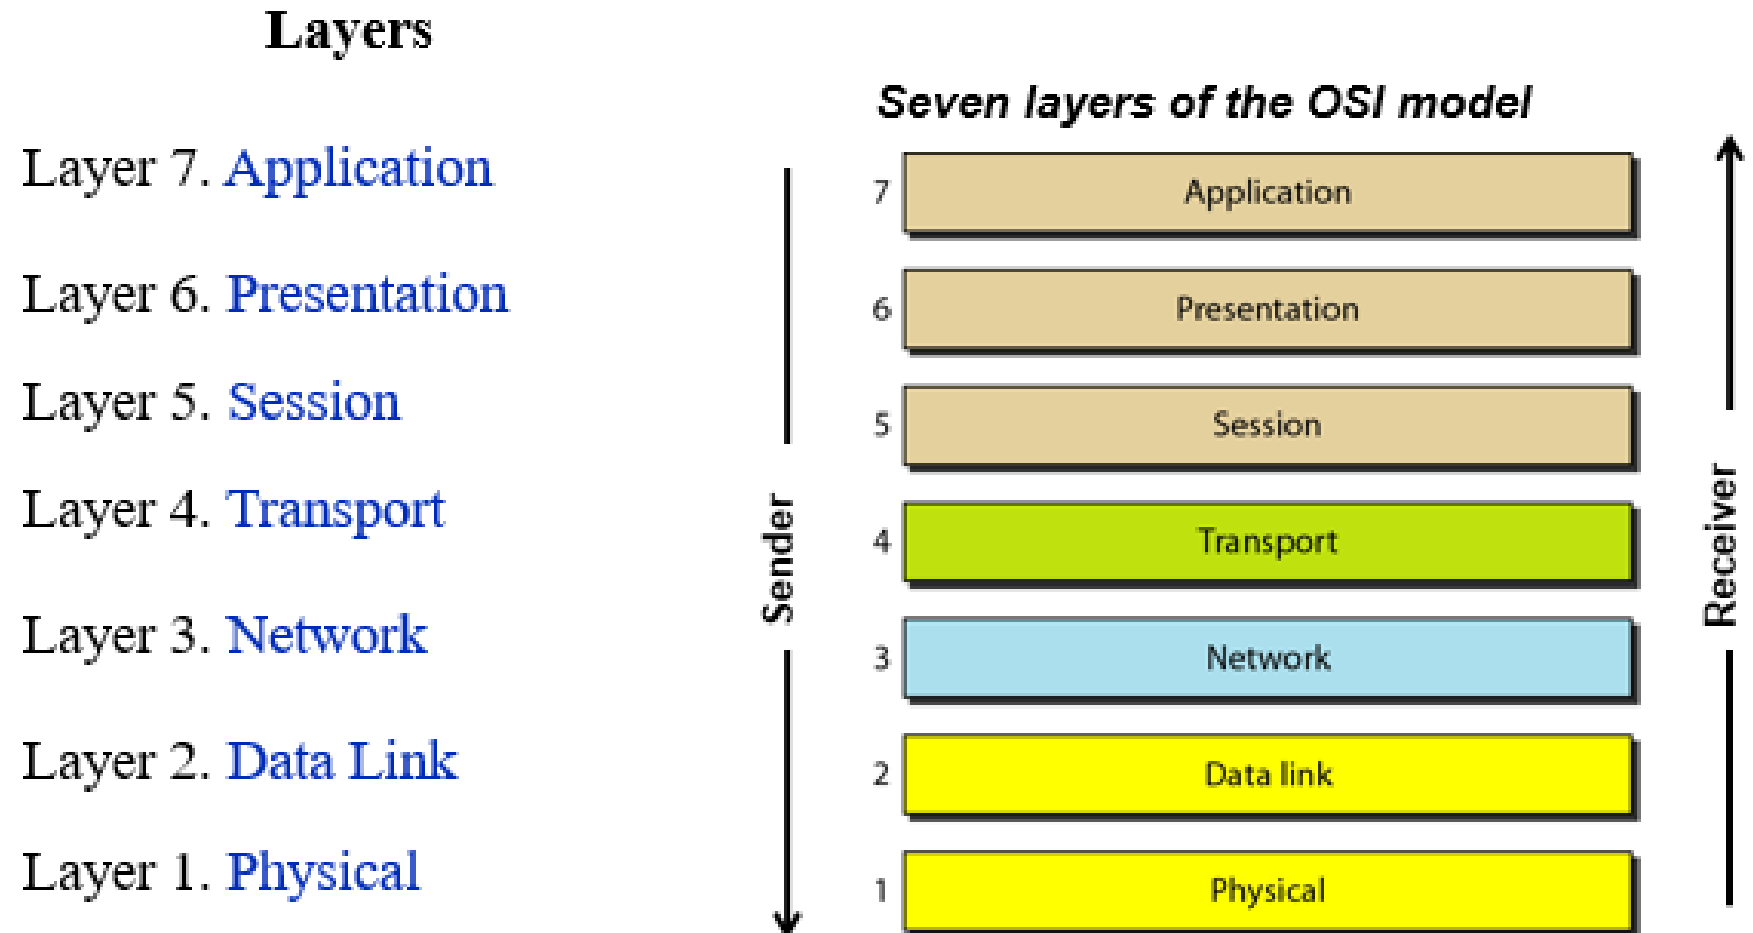 Layers
Layer 7. Application
Layer 6. Presentation
Layer 5. Session
Layer 4. Transport
Layer 3. Network
Layer 2. Data Link
Layer 1. Physical
Seven layers of the OSI model
Sender
7 Application
6 Presentation
5 Session
4 Transport
3 Network
2 Data link
1 Physical
Receiver